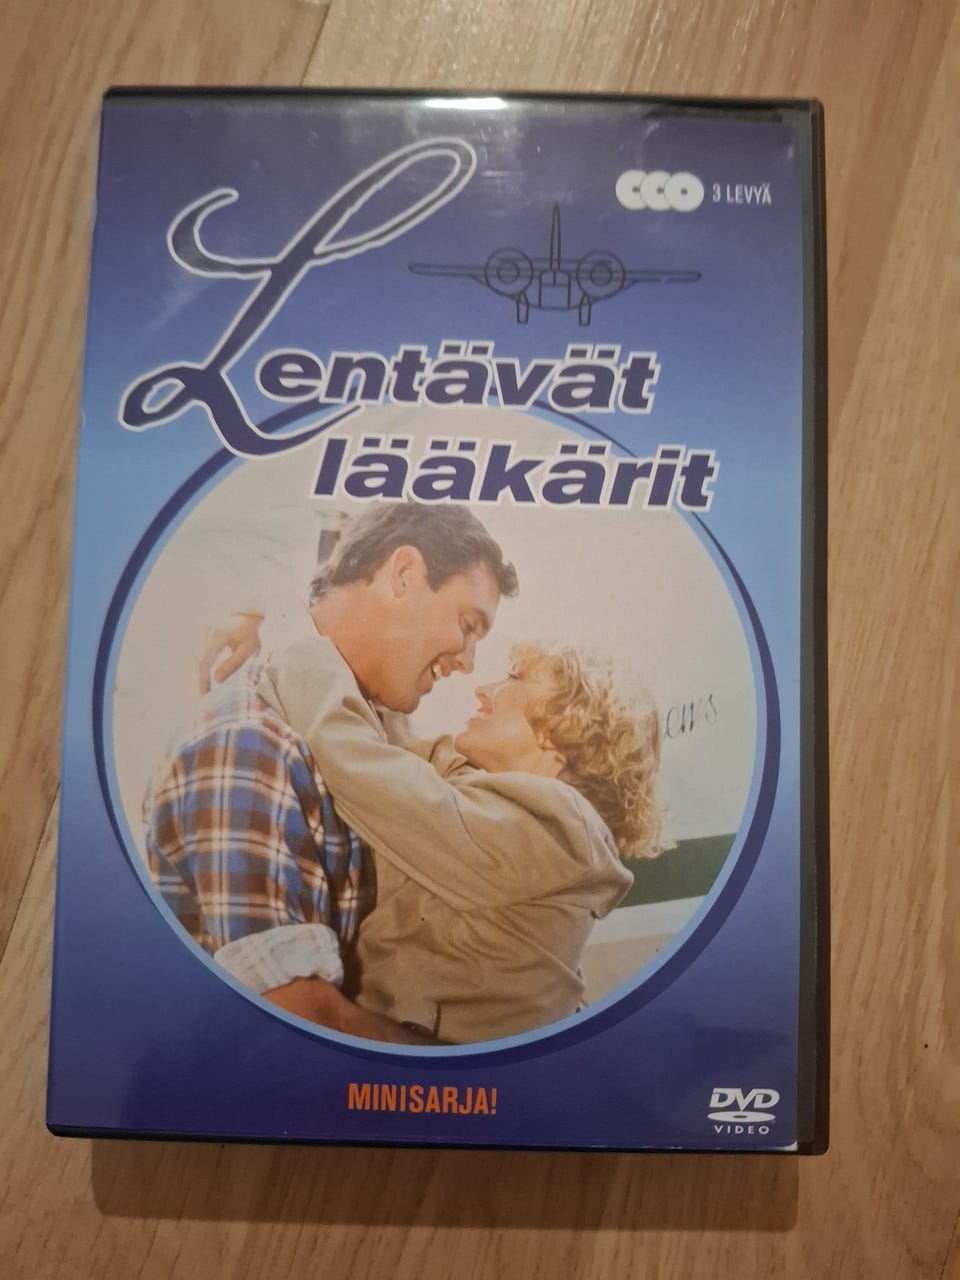 3 LEVYÄ
Lentävät
lääkärit
MINISARJA!
DVD
VIDEO